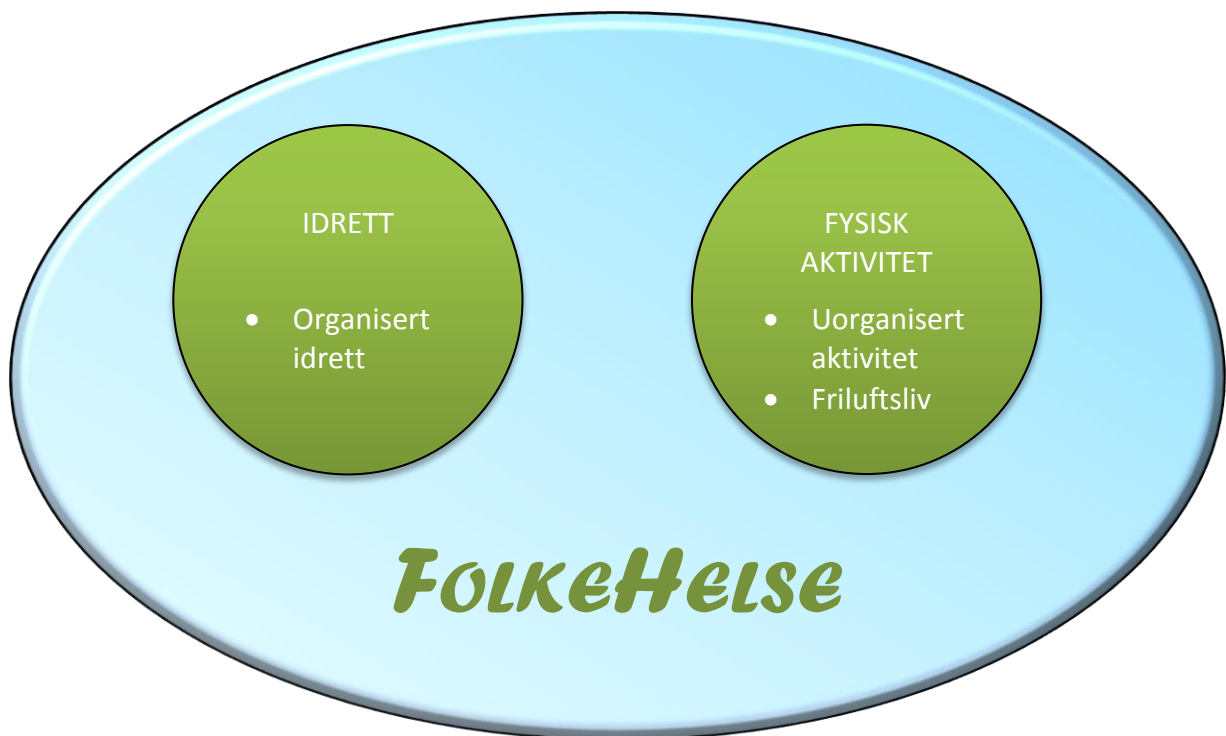 IDRETT
• Organisert
idrett
FYSISK
AKTIVITET
• Uorganisert
aktivitet
• Friluftsliv
FOLKEHELSE